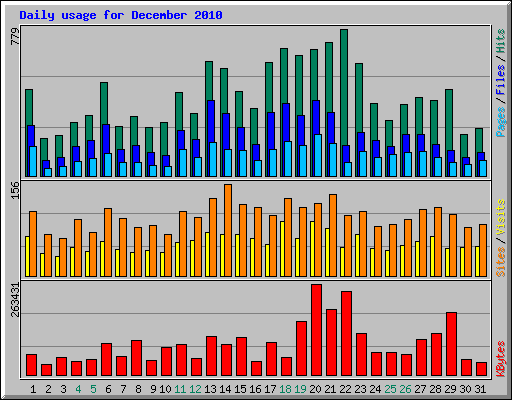 Daily usage for December 2010
779
Pages / Files / Hits
166
Sites / Visits
263431
KBytes
1 2 3 4 5 6 7 8 9 10 11 12 13 14 15 16 17 18 19 20 21 22 23 24 25 26 27 28 29 30 31